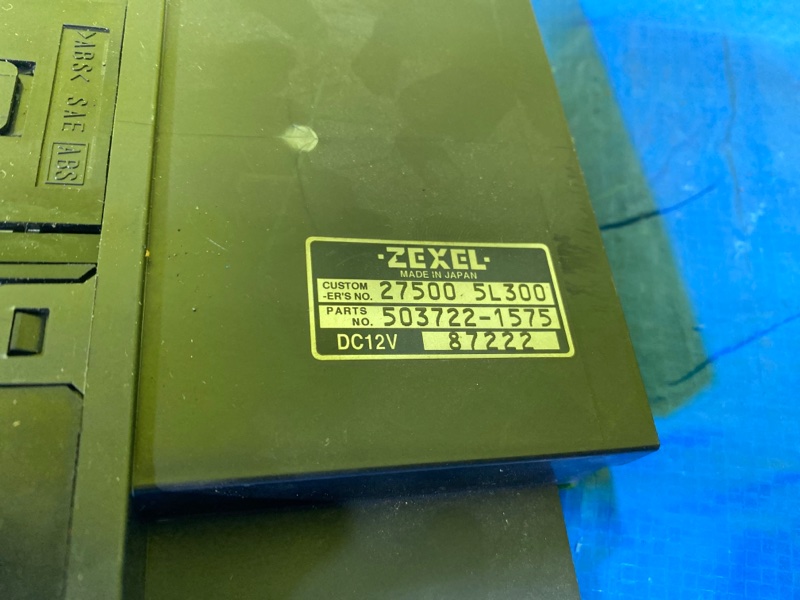 >ABS< SAE ABS
·ZEXEL·
MADE IN JAPAN
CUSTOM
-ER'S NO. 27500 5L300
PARTS
NO. 503722-1575
DC12V 87222